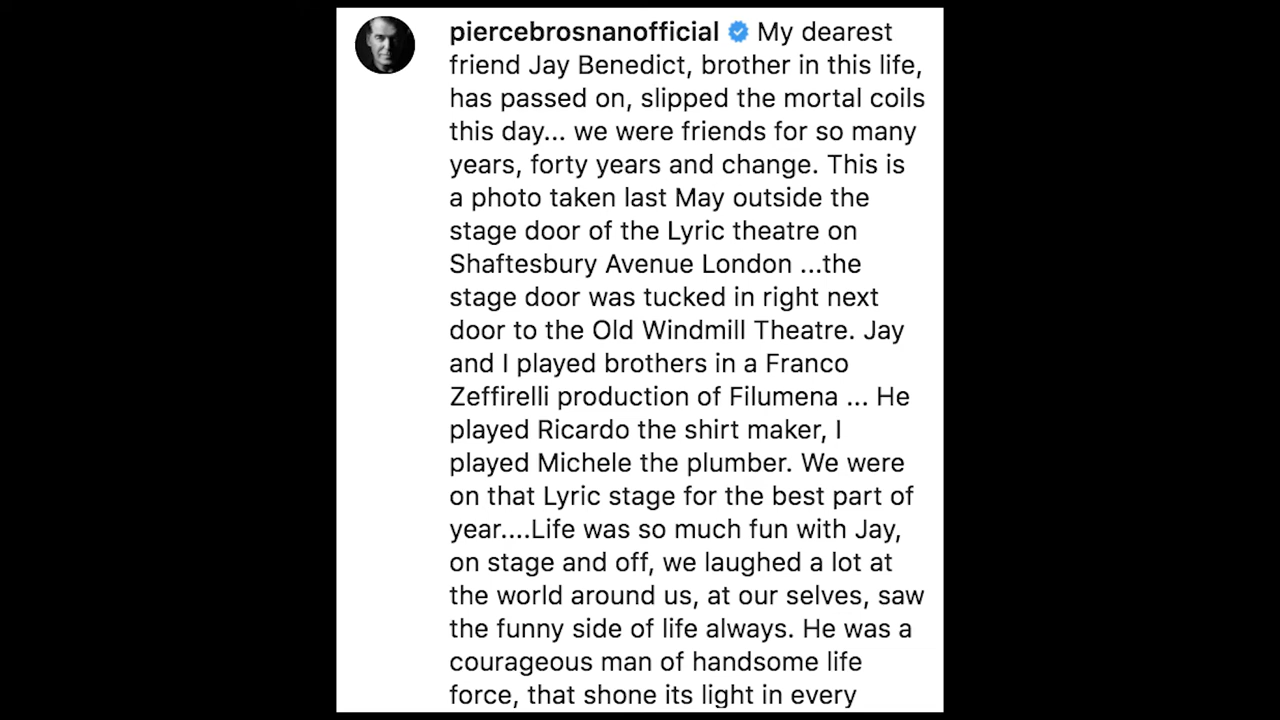 piercebrosnanofficial My dearest
friend Jay Benedict, brother in this life,
has passed on, slipped the mortal coils
this day... we were friends for so many
years, forty years and change. This is
a photo taken last May outside the
stage door of the Lyric theatre on
Shaftesbury Avenue London ...the
stage door was tucked in right next
door to the Old Windmill Theatre. Jay
and I played brothers in a Franco
Zeffirelli production of Filumena ... He
played Ricardo the shirt maker, I
played Michele the plumber. We were
on that Lyric stage for the best part of
year....Life was so much fun with Jay,
on stage and off, we laughed a lot at
the world around us, at our selves, saw
the funny side of life always. He was a
courageous man of handsome life
force, that shone its light in every